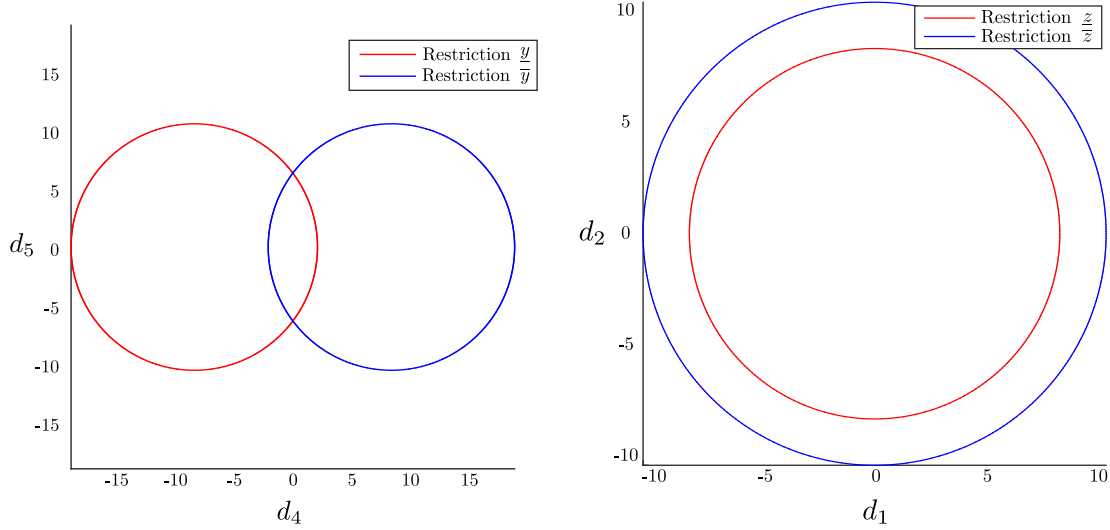 Restriction y̲
Restriction y̅
15
10
5
d₅ 0
-5
-10
-15
-15 -10 -5 0 5 10 15
d₄
Restriction z̲
Restriction z̅
10
5
d₂ 0
-5
-10
-10 -5 0 5 10
d₁